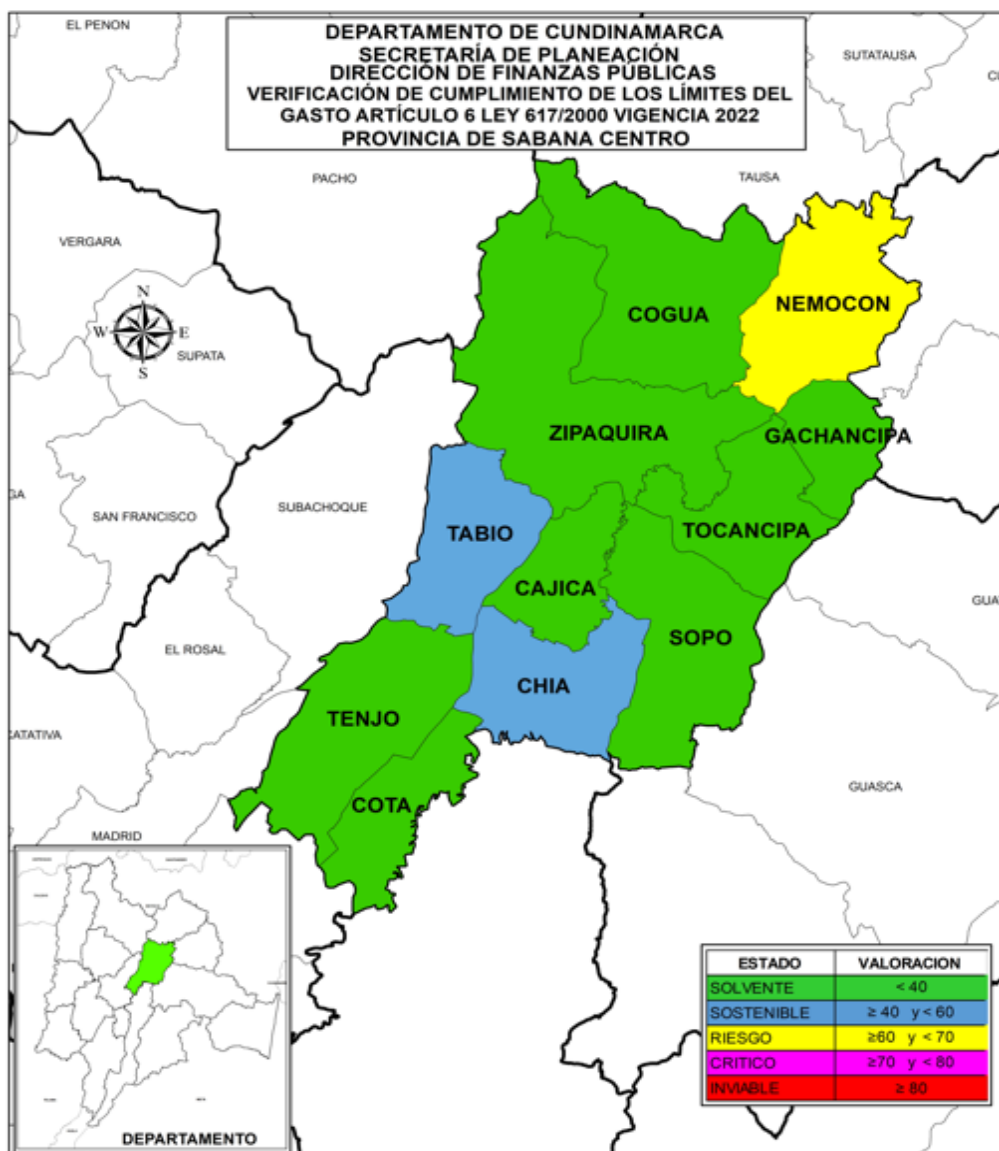 EL PENON
DEPARTAMENTO DE CUNDINAMARCA
SECRETARÍA DE PLANEACIÓN
DIRECCIÓN DE FINANZAS PÚBLICAS
VERIFICACIÓN DE CUMPLIMIENTO DE LOS LÍMITES DEL
GASTO ARTÍCULO 6 LEY 617/2000 VIGENCIA 2022
PROVINCIA DE SABANA CENTRO
SUTATAUSA
PACHO
TAUSA
VERGARA
N
W E
S
SUPATA
COGUA
NEMOCON
ZIPAQUIRA
GACHANCIPA
GA
SAN FRANCISCO
SUBACHOQUE
TABIO
TOCANCIPA
CAJICA
GUA
EL ROSAL
SOPO
CHIA
TENJO
CATATIVA
GUASCA
COTA
MADRID
DEPARTAMENTO
ESTADO VALORACION
SOLVENTE < 40
SOSTENIBLE ≥ 40 y < 60
RIESGO ≥60 y < 70
CRITICO ≥70 y < 80
INVIABLE ≥ 80